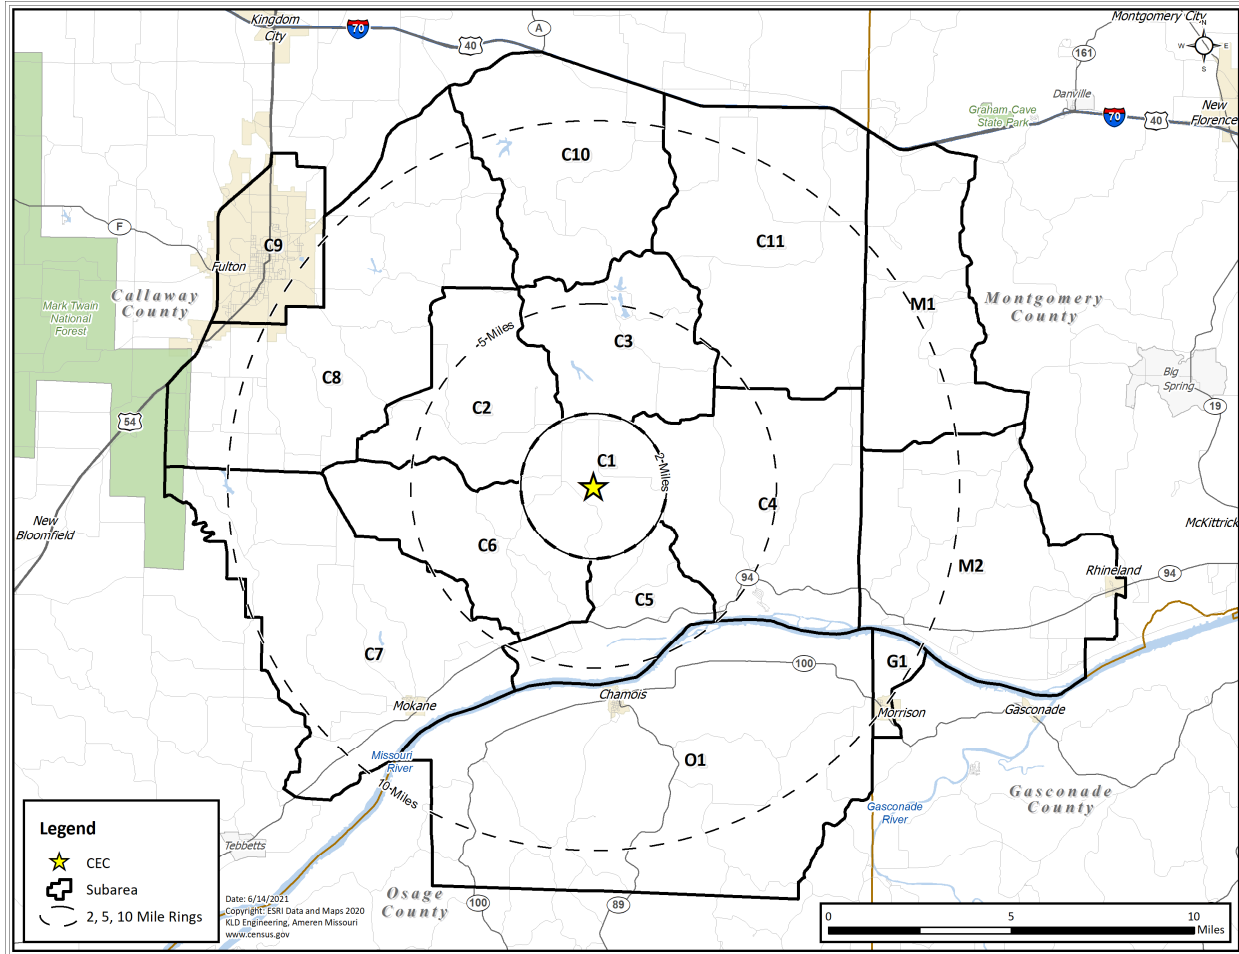 Kingdom
City
70
40
A
Montgomery City
N
W
E
S
161
Danville
Graham Cave
State Park
70
40
New
Florence
C10
C11
C9
F
Fulton
Callaway
County
Mark Twain
National
Forest
M1
Montgomery
County
5-Miles
C3
C8
C2
Big
Spring
19
54
C1
2-Miles
C4
New
Bloomfield
McKittrick
C6
M2
Rhineland
94
94
C5
C7
G1
100
Chamois
Mokane
Morrison
Gasconade
Missouri
River
O1
10-Miles
Gasconade
County
Gasconade
River
Legend
CEC
Subarea
2, 5, 10 Mile Rings
Tebbetts
Osage
County
Date: 6/14/2021
Copyright: ESRI Data and Maps 2020
KLD Engineering, Ameren Missouri
www.census.gov
100
89
0
5
10
Miles